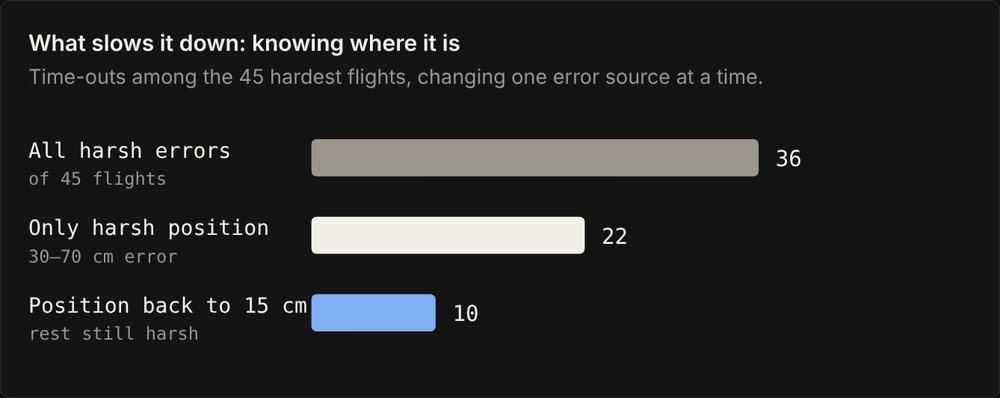 What slows it down: knowing where it is
Time-outs among the 45 hardest flights, changing one error source at a time.
All harsh errors
of 45 flights
36
Only harsh position
30–70 cm error
22
Position back to 15 cm
rest still harsh
10